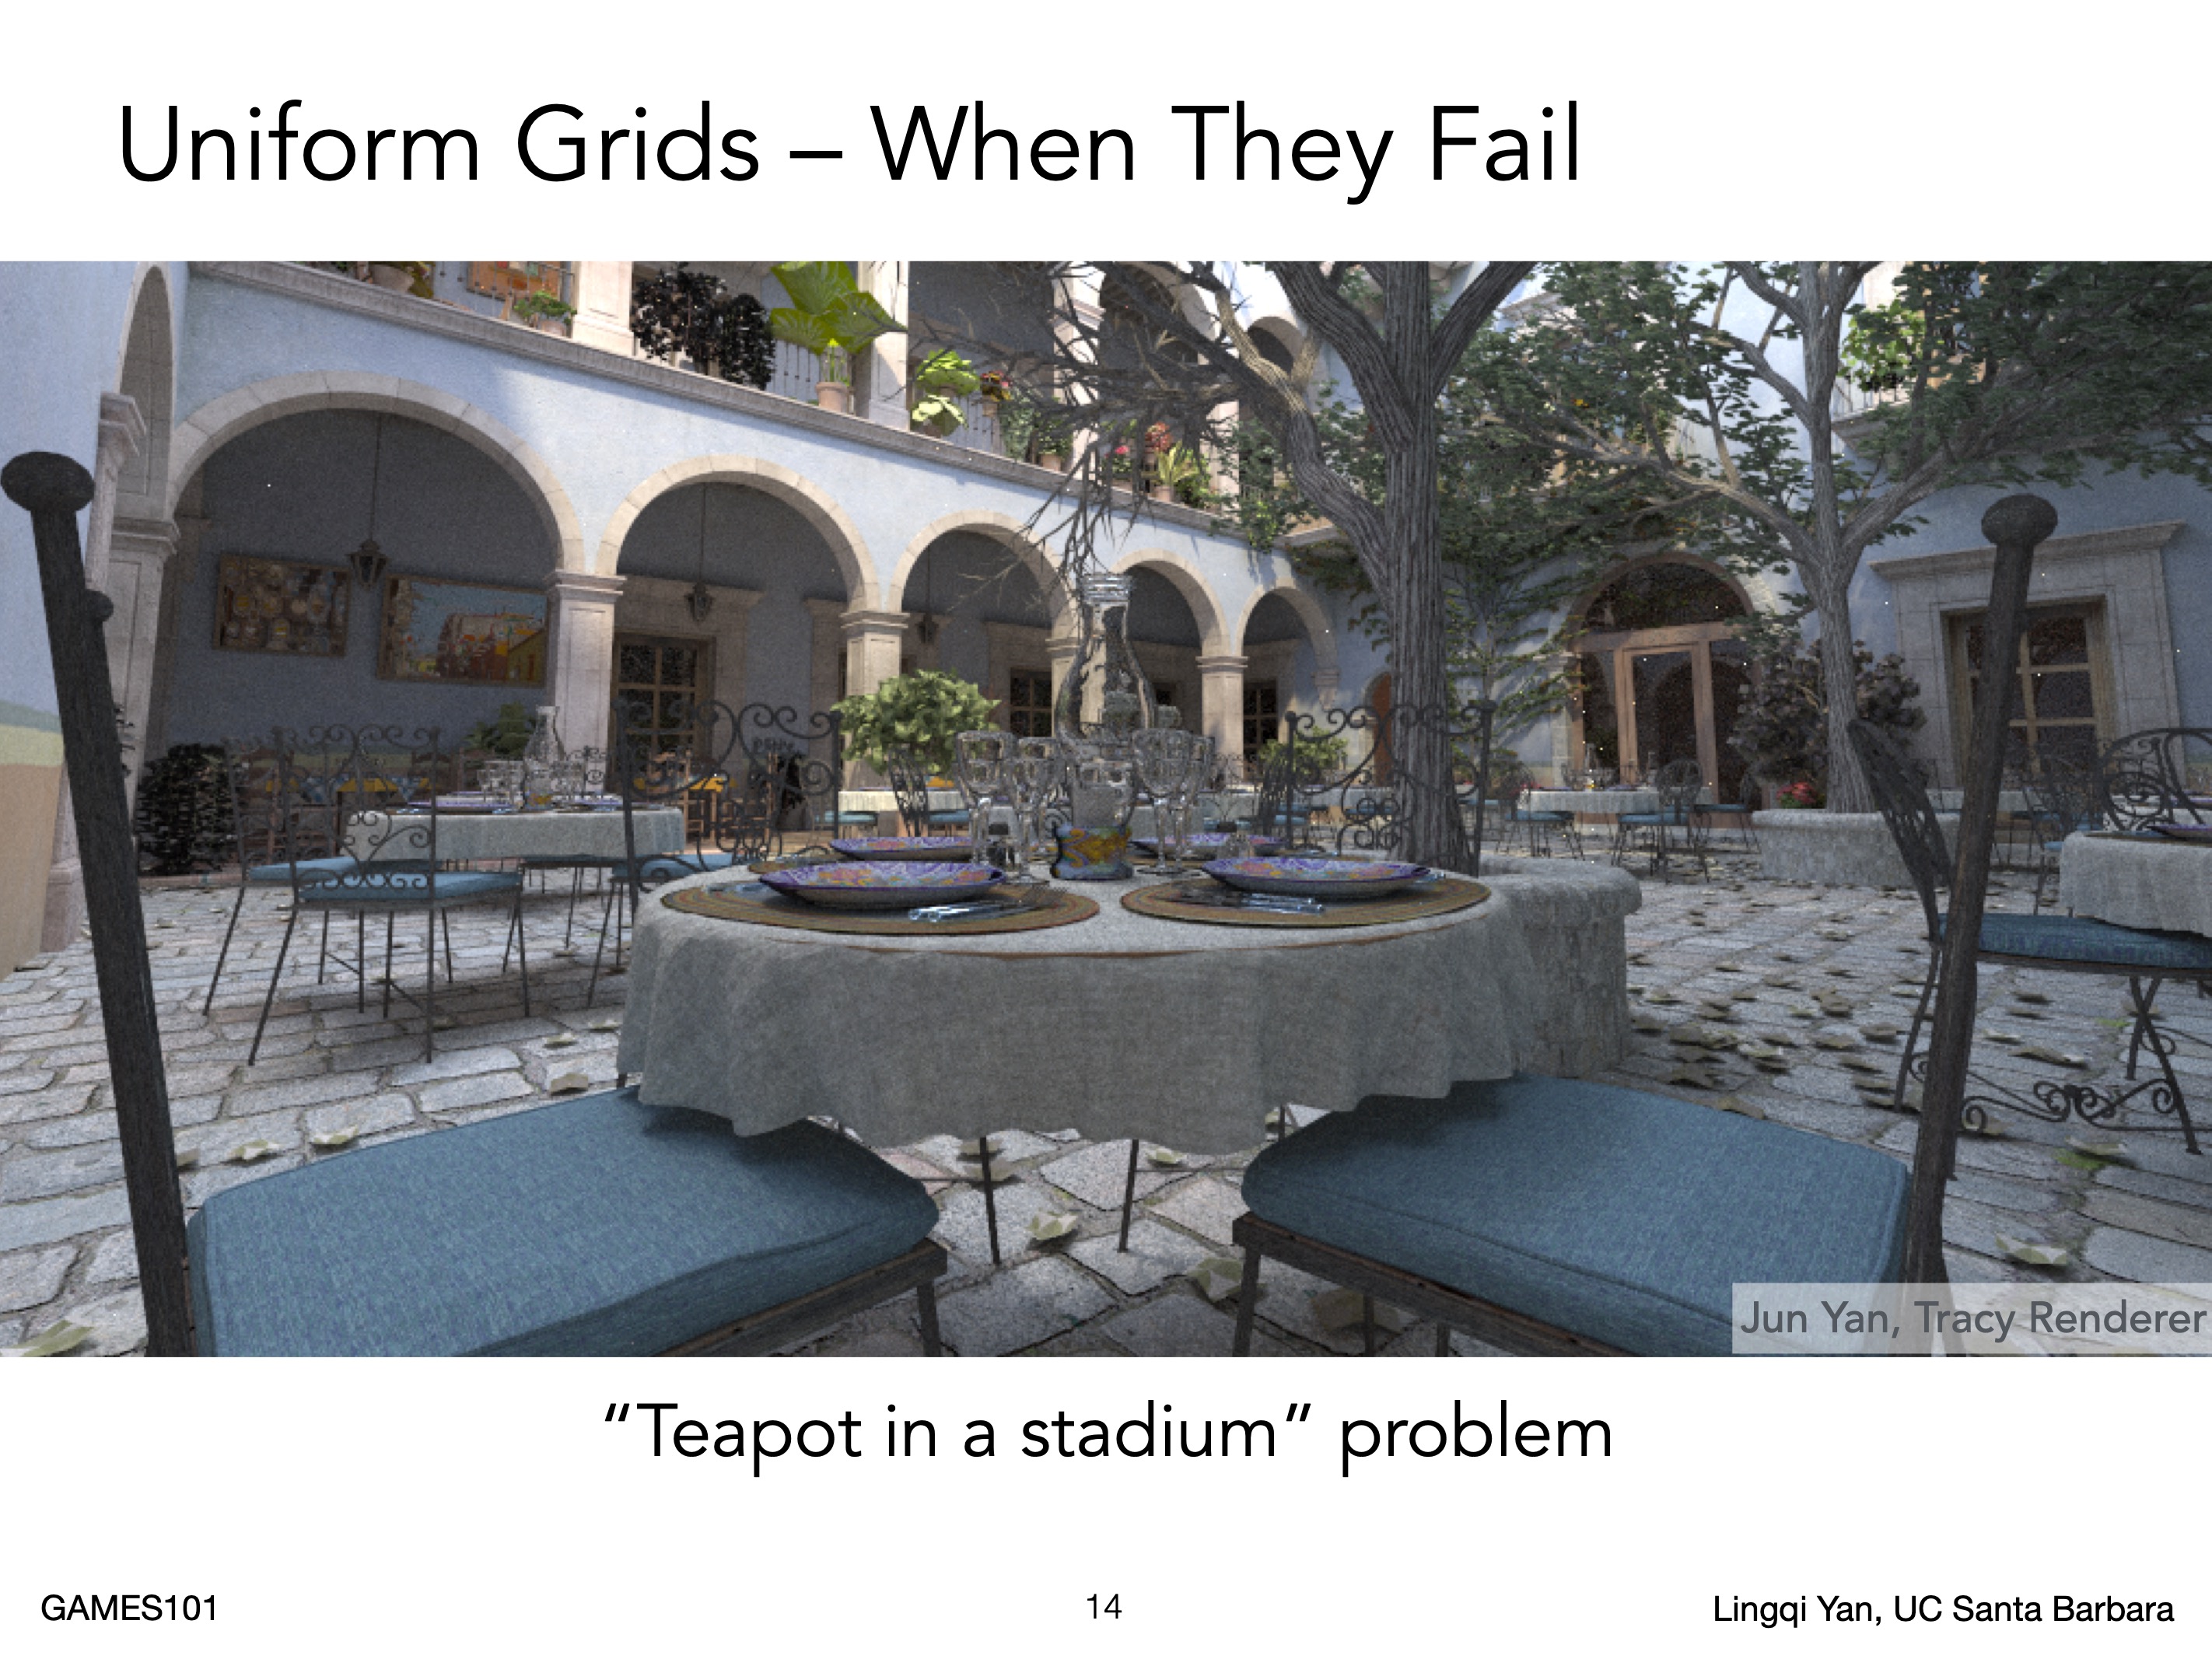 Uniform Grids – When They Fail
Jun Yan, Tracy Renderer
“Teapot in a stadium” problem
GAMES101
14
Lingqi Yan, UC Santa Barbara